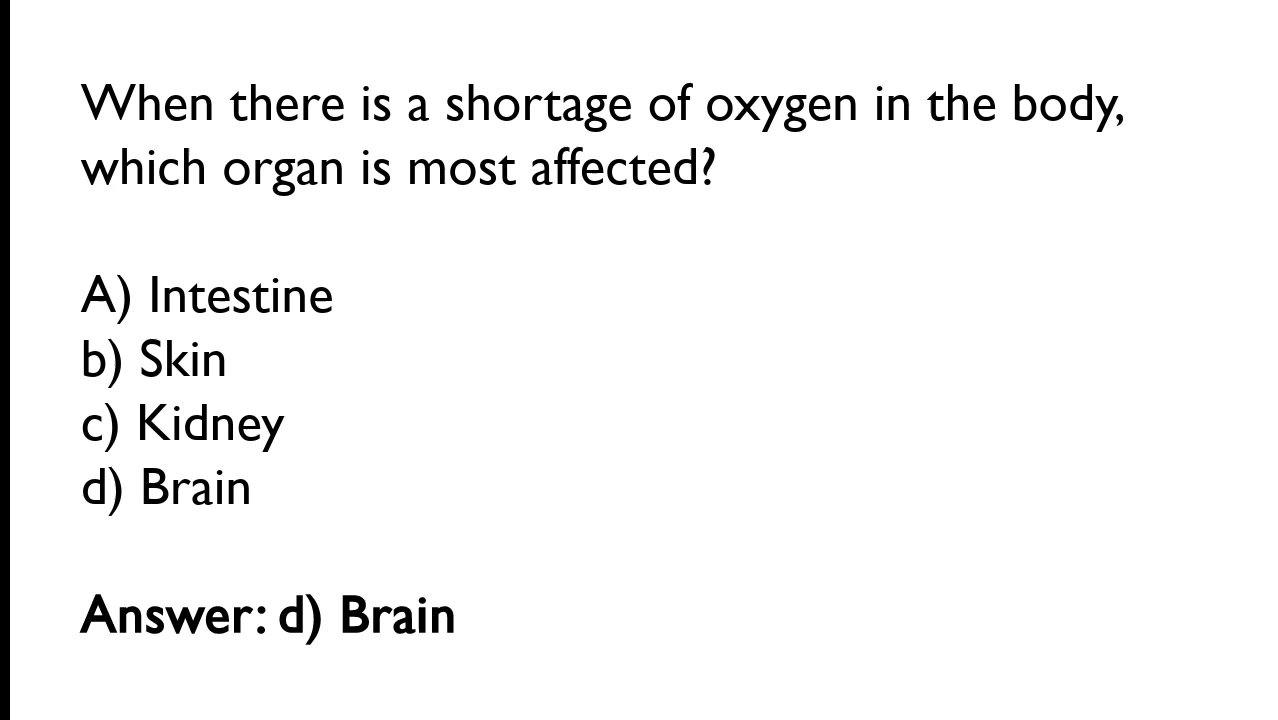 When there is a shortage of oxygen in the body,
which organ is most affected?
A) Intestine
b) Skin
c) Kidney
d) Brain
Answer: d) Brain